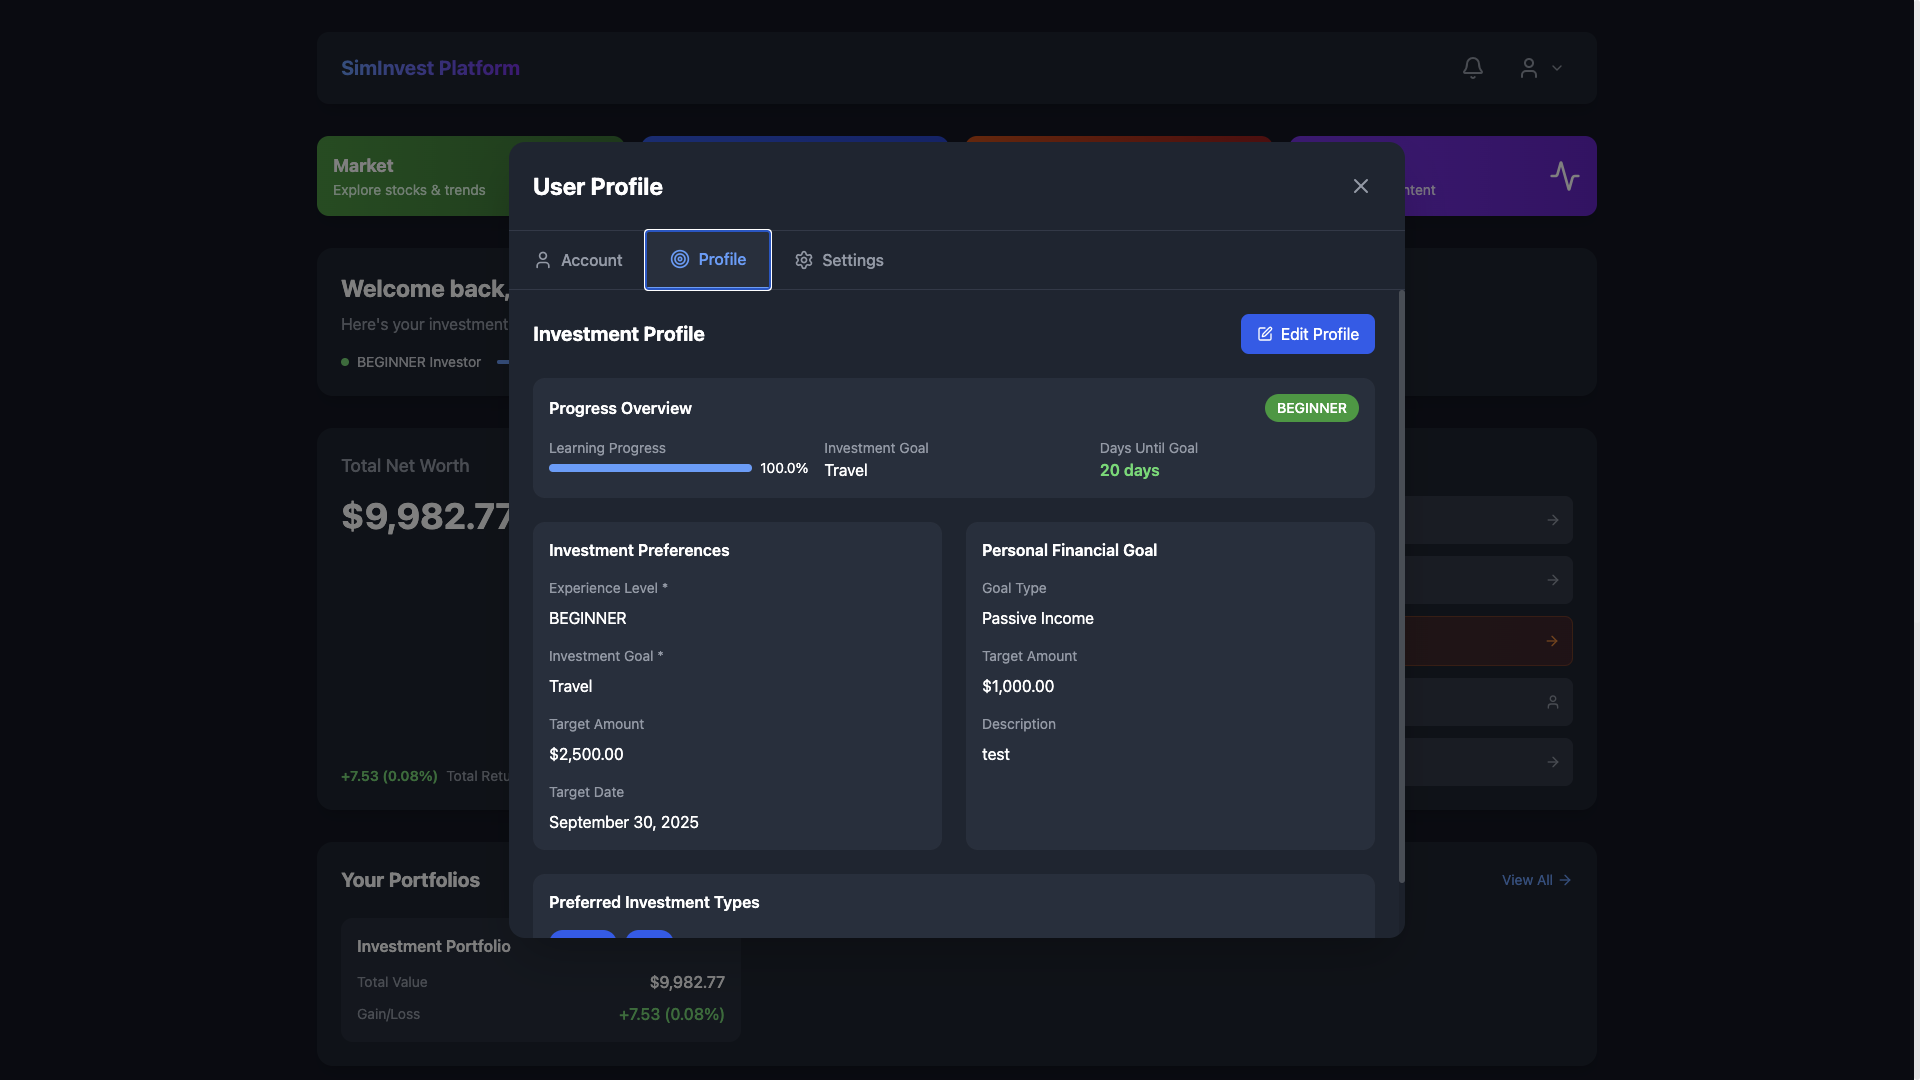 SimInvest Platform
Market
Explore stocks & trends
ntent
User Profile
Account
Profile
Settings
Welcome back,
Here's your investment
BEGINNER Investor
Investment Profile
Edit Profile
Progress Overview
BEGINNER
Learning Progress
100.0%
Investment Goal
Travel
Days Until Goal
20 days
Total Net Worth
$9,982.77
+7.53 (0.08%) Total Retu
Investment Preferences
Experience Level *
BEGINNER
Investment Goal *
Travel
Target Amount
$2,500.00
Target Date
September 30, 2025
Personal Financial Goal
Goal Type
Passive Income
Target Amount
$1,000.00
Description
test
Preferred Investment Types
Your Portfolios
View All
Investment Portfolio
Total Value
$9,982.77
Gain/Loss
+7.53 (0.08%)